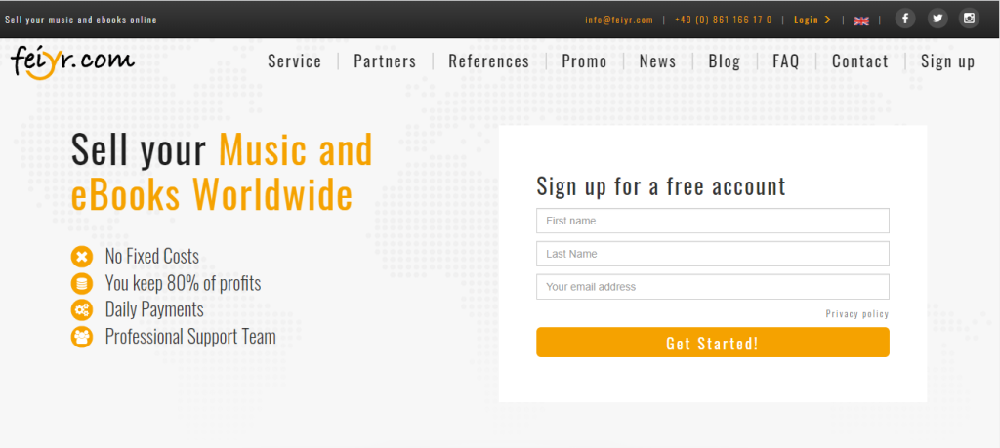 Sell your music and ebooks online
info@feiyr.com | +49 (0) 861 166 17 0 | Login > | |
feiyr.com
Service | Partners | References | Promo | News | Blog | FAQ | Contact | Sign up
Sell your Music and
eBooks Worldwide
No Fixed Costs
You keep 80% of profits
Daily Payments
Professional Support Team
Sign up for a free account
First name
Last Name
Your email address
Privacy policy
Get Started!